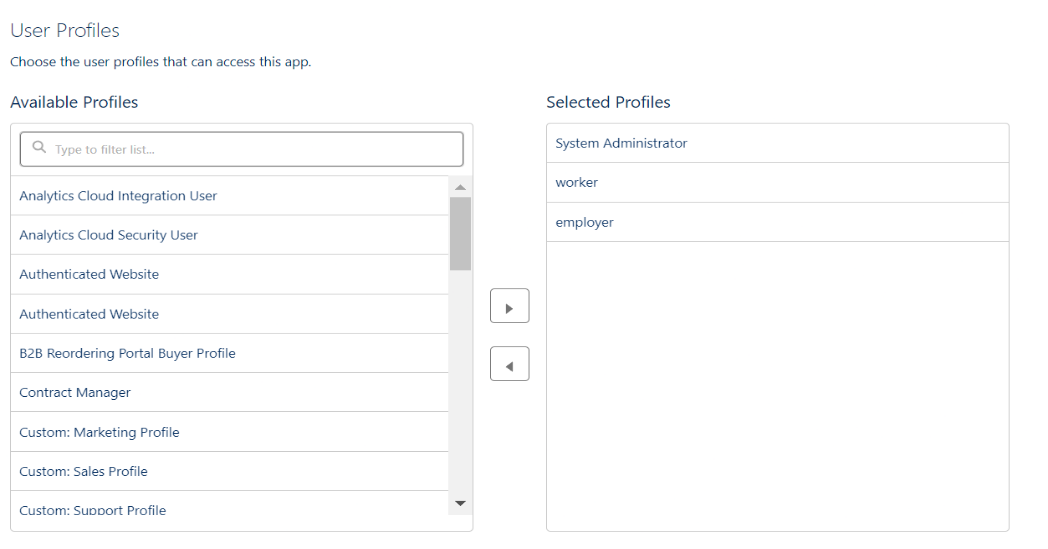 User Profiles
Choose the user profiles that can access this app.
Available Profiles
Type to filter list...
Analytics Cloud Integration User
Analytics Cloud Security User
Authenticated Website
Authenticated Website
B2B Reordering Portal Buyer Profile
Contract Manager
Custom: Marketing Profile
Custom: Sales Profile
Custom: Support Profile
Selected Profiles
System Administrator
worker
employer